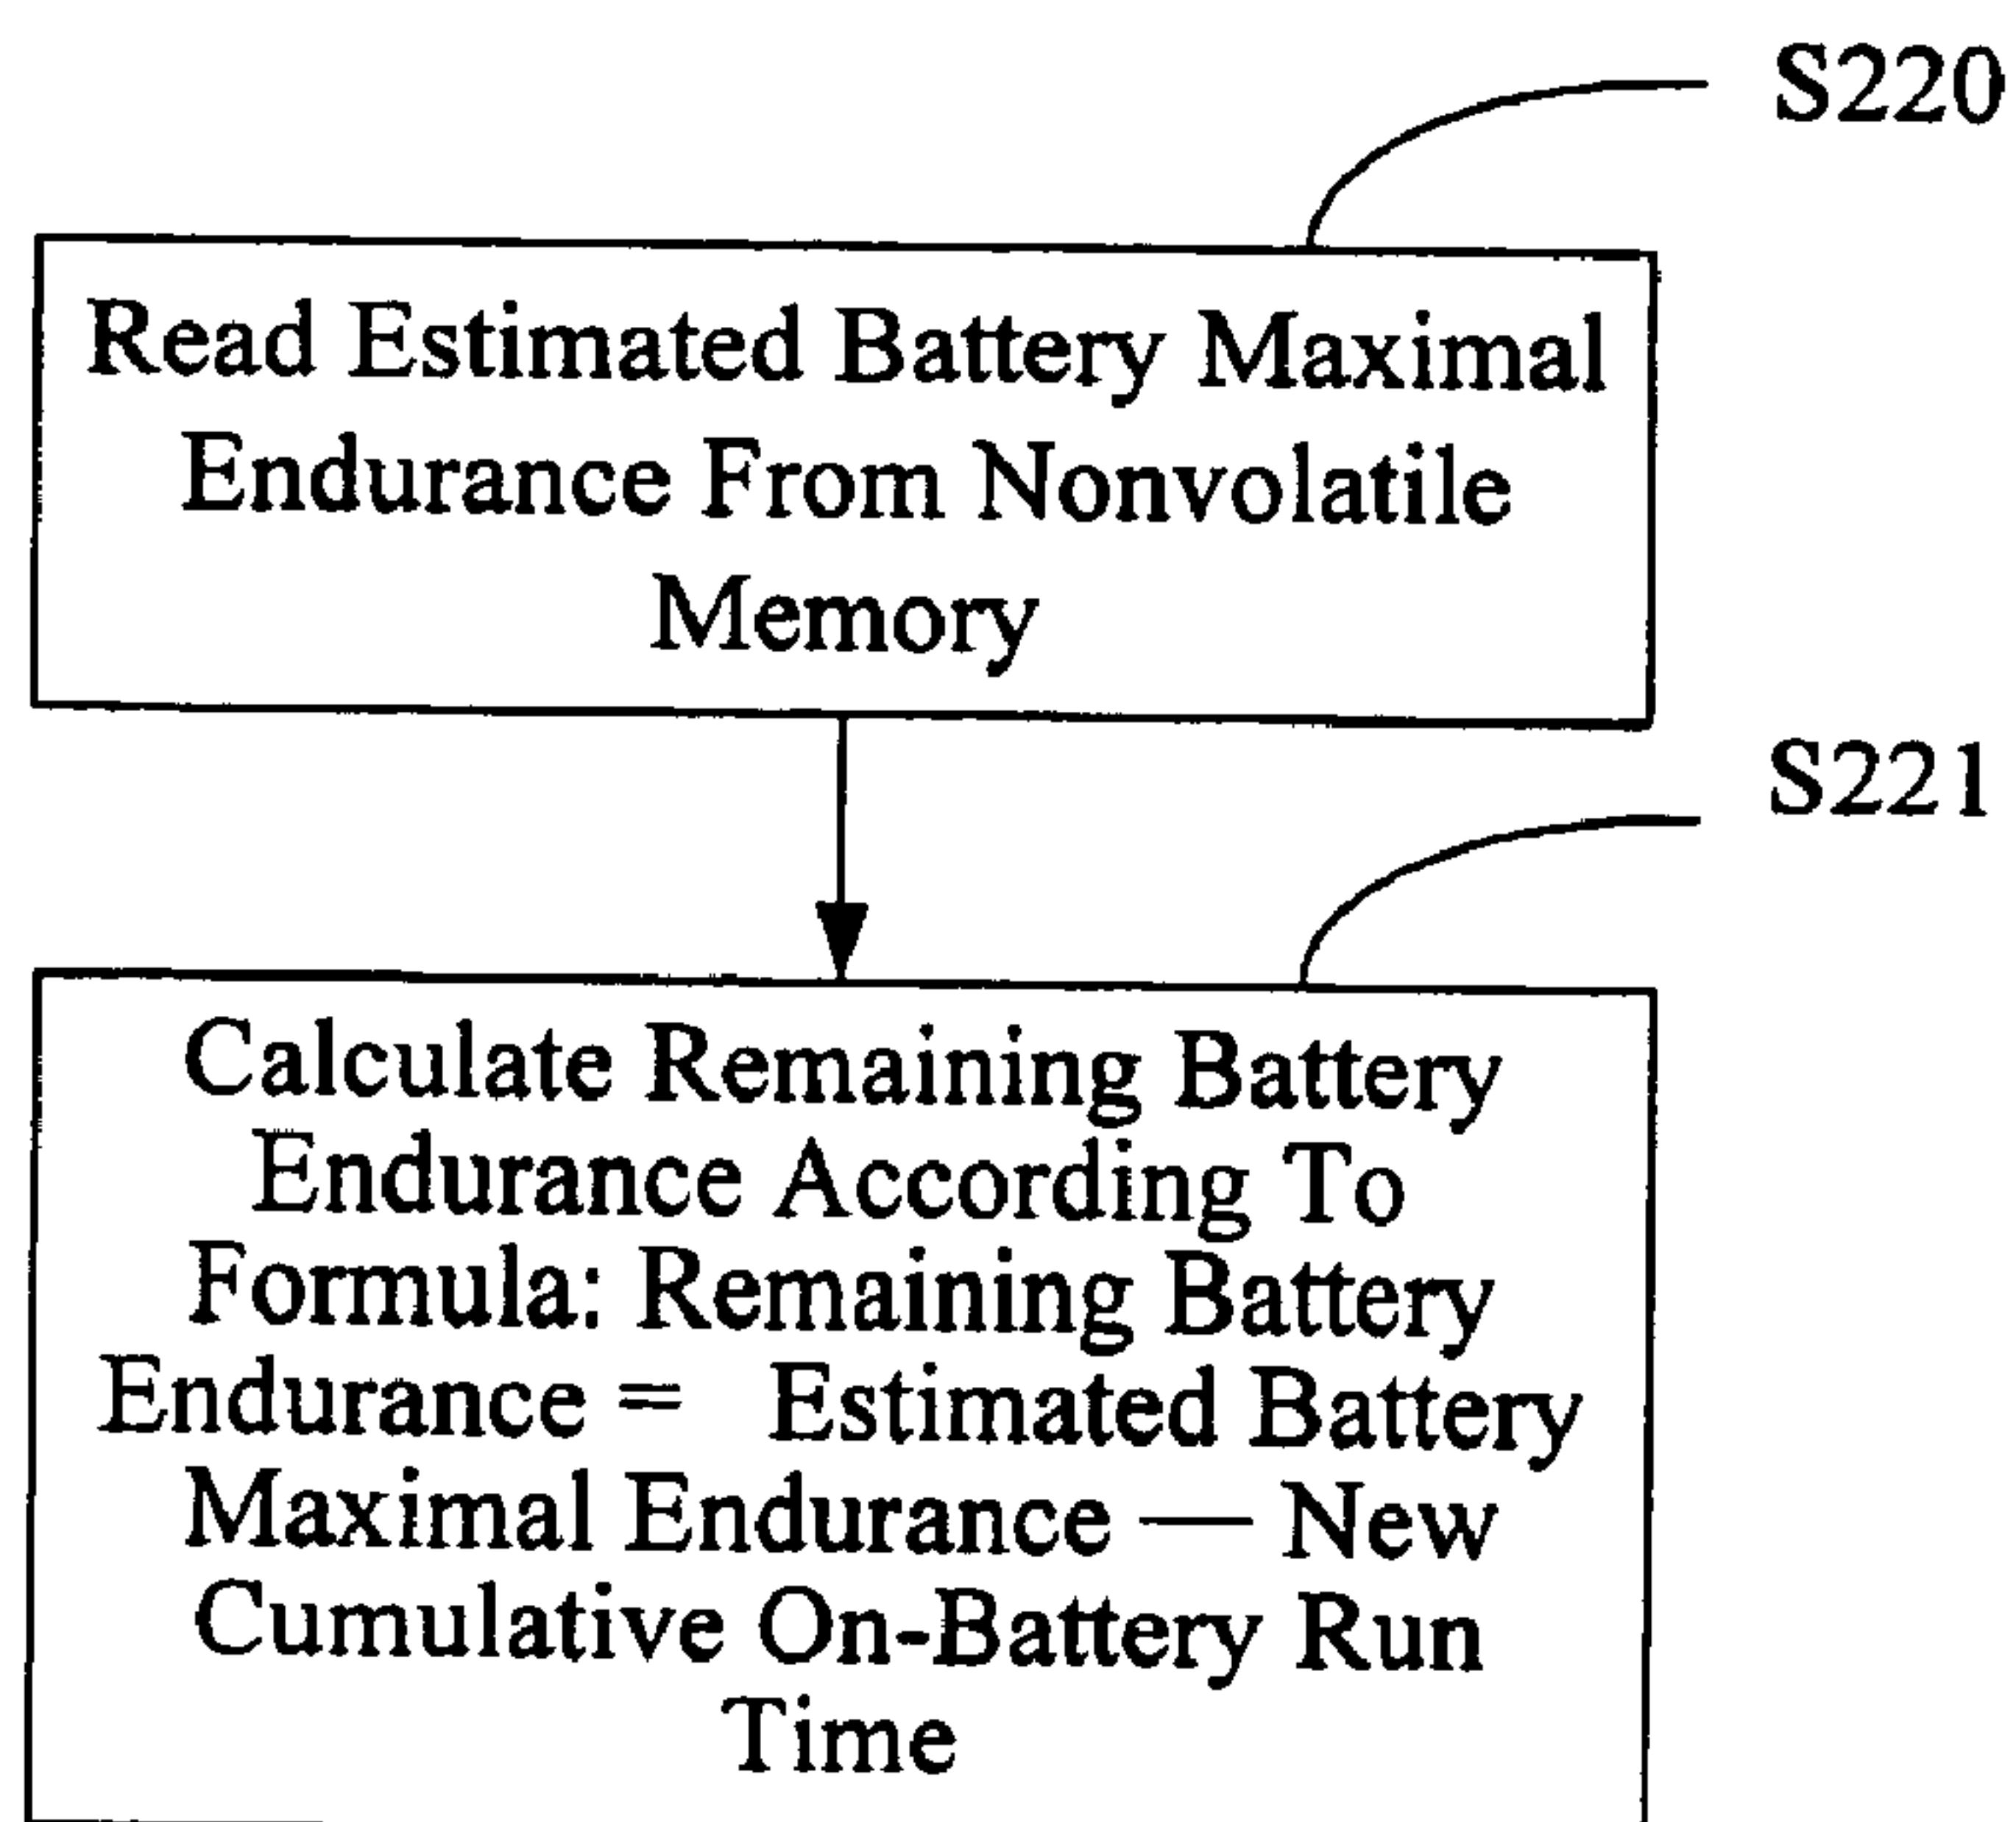 S220
Read Estimated Battery Maximal
Endurance From Nonvolatile
Memory
S221
Calculate Remaining Battery
Endurance According To
Formula: Remaining Battery
Endurance = Estimated Battery
Maximal Endurance — New
Cumulative On-Battery Run
Time